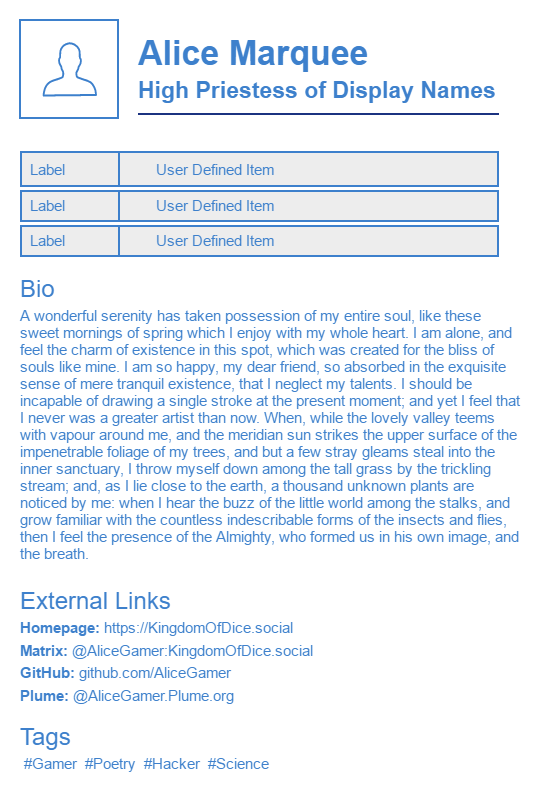 Alice Marquee
High Priestess of Display Names
Label User Defined Item
Label User Defined Item
Label User Defined Item
Bio
A wonderful serenity has taken possession of my entire soul, like these
sweet mornings of spring which I enjoy with my whole heart. I am alone, and
feel the charm of existence in this spot, which was created for the bliss of
souls like mine. I am so happy, my dear friend, so absorbed in the exquisite
sense of mere tranquil existence, that I neglect my talents. I should be
incapable of drawing a single stroke at the present moment; and yet I feel that
I never was a greater artist than now. When, while the lovely valley teems
with vapour around me, and the meridian sun strikes the upper surface of the
impenetrable foliage of my trees, and but a few stray gleams steal into the
inner sanctuary, I throw myself down among the tall grass by the trickling
stream; and, as I lie close to the earth, a thousand unknown plants are
noticed by me: when I hear the buzz of the little world among the stalks, and
grow familiar with the countless indescribable forms of the insects and flies,
then I feel the presence of the Almighty, who formed us in his own image, and
the breath.
External Links
Homepage: https://KingdomOfDice.social
Matrix: @AliceGamer:KingdomOfDice.social
GitHub: github.com/AliceGamer
Plume: @AliceGamer.Plume.org
Tags
#Gamer #Poetry #Hacker #Science